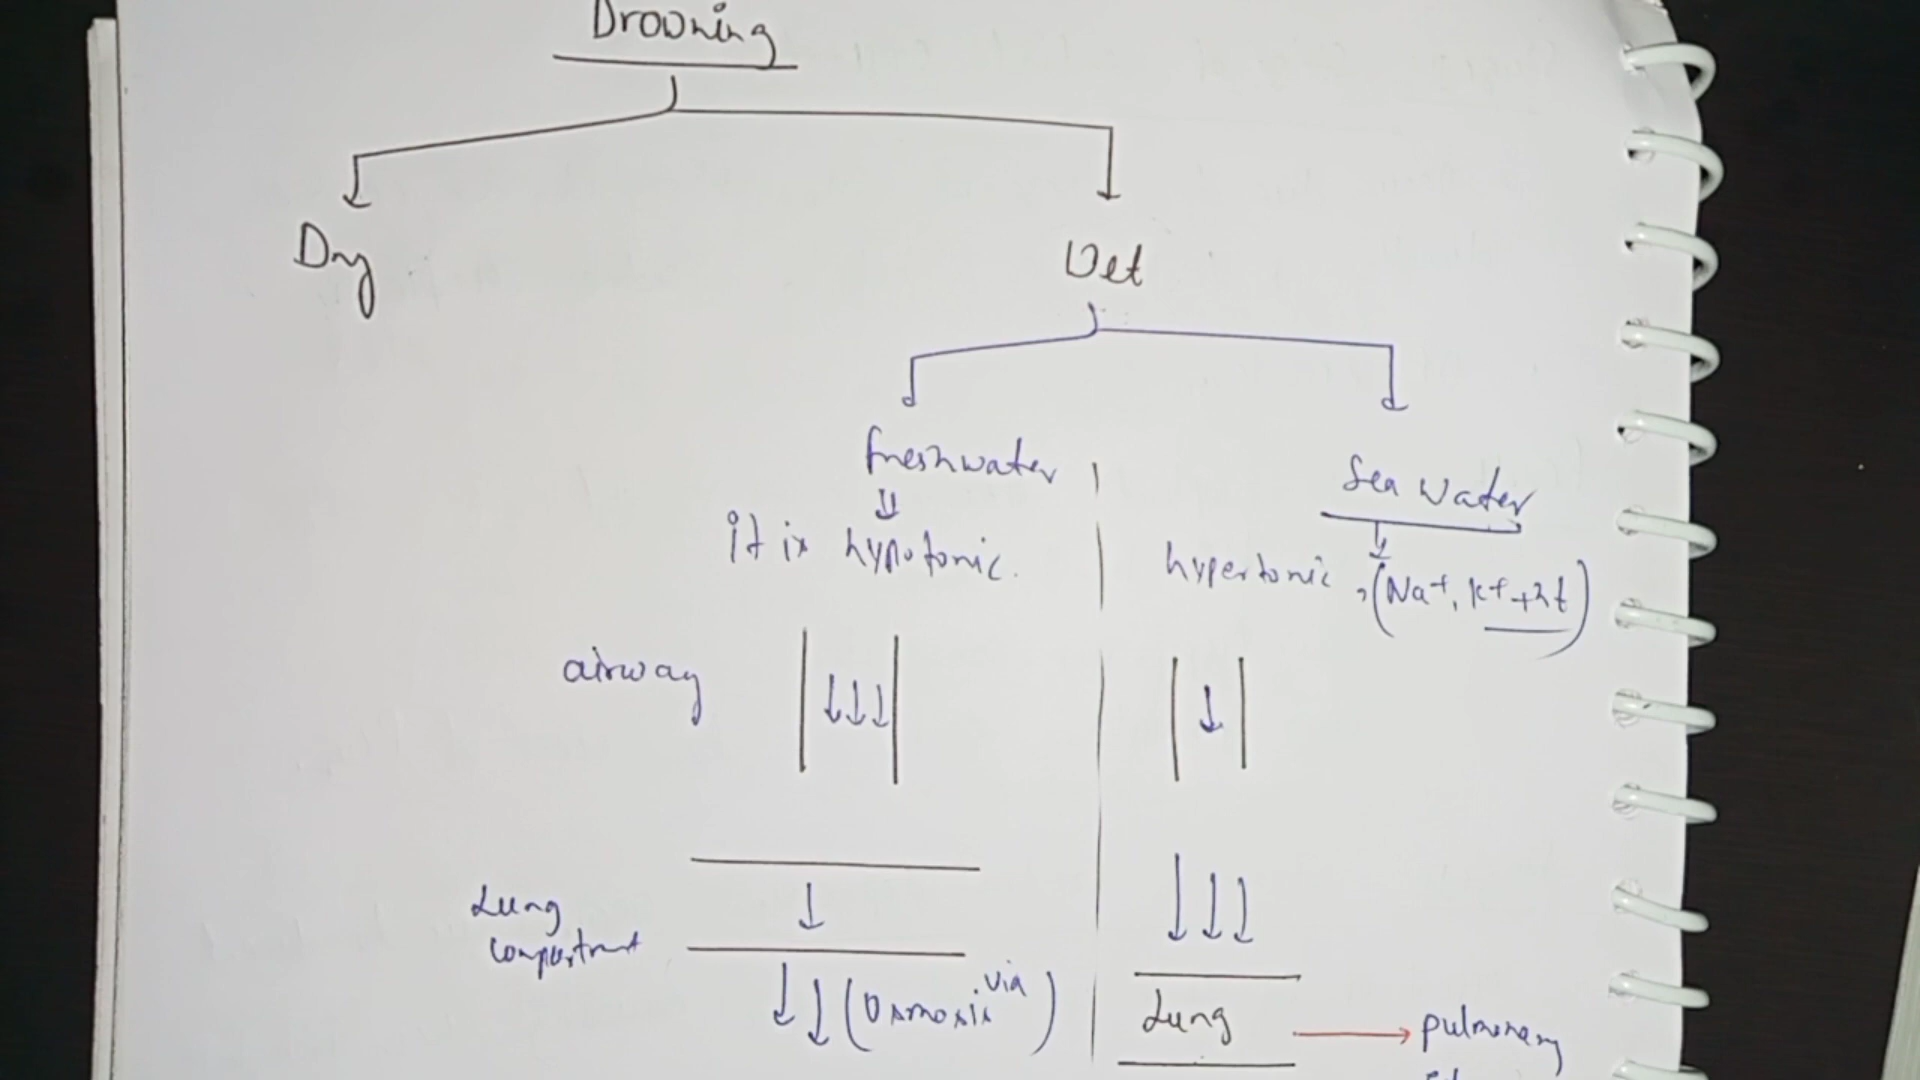 Drowning
Dry
Wet
freshwater
it is hypotonic.
Sea Water
hypertonic, (Na+, K+
airway
Lung
compartment
(Osmosis via)
Lung
pulmonary